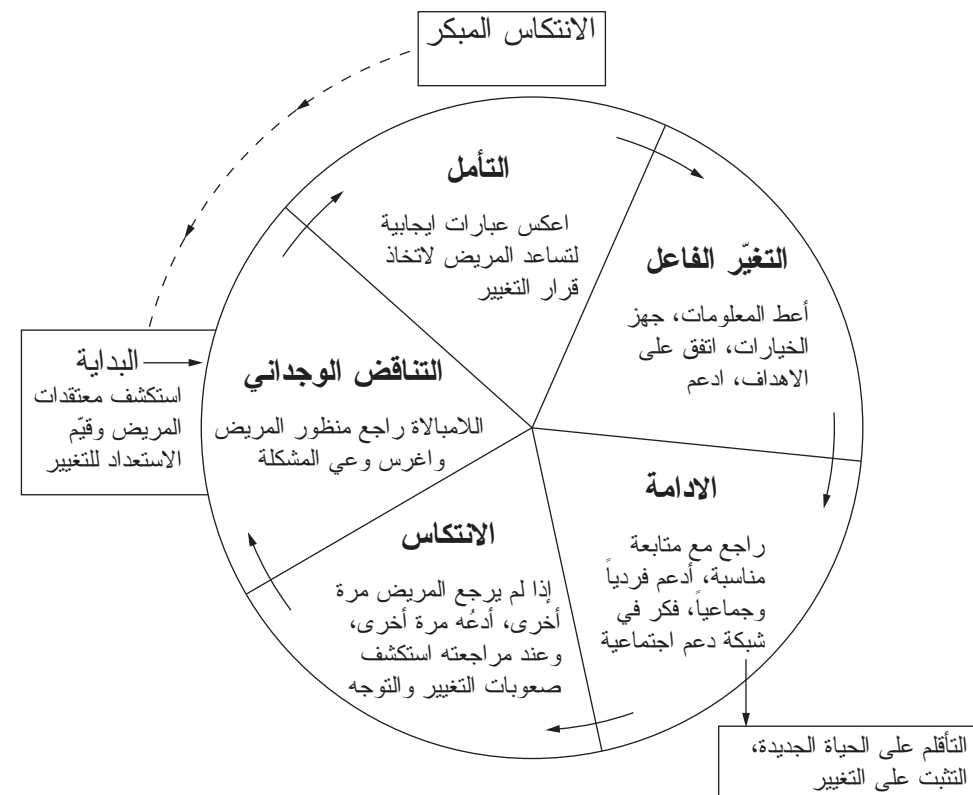 الانتكاس المبكر
التأمل
اعكس عبارات ايجابية
لتساعد المريض لاتخاذ
قرار التغيير
التغيّر الفاعل
أعط المعلومات، جهز
الخيارات، اتفق على
الاهداف، ادعم
البداية
استكشف معتقدات
المريض وقيّم
الاستعداد للتغيير
التناقض الوجداني
اللامبالاة راجع منظور المريض
واغرس وعي المشكلة
الادامة
راجع مع متابعة
مناسبة، أدعم فردياً
وجماعياً، فكر في
شبكة دعم اجتماعية
الانتكاس
إذا لم يرجع المريض مرة
أخرى، أدعُه مرة أخرى،
وعند مراجعته استكشف
صعوبات التغيير والتوجه
التأقلم على الحياة الجديدة،
التثبت على التغيير